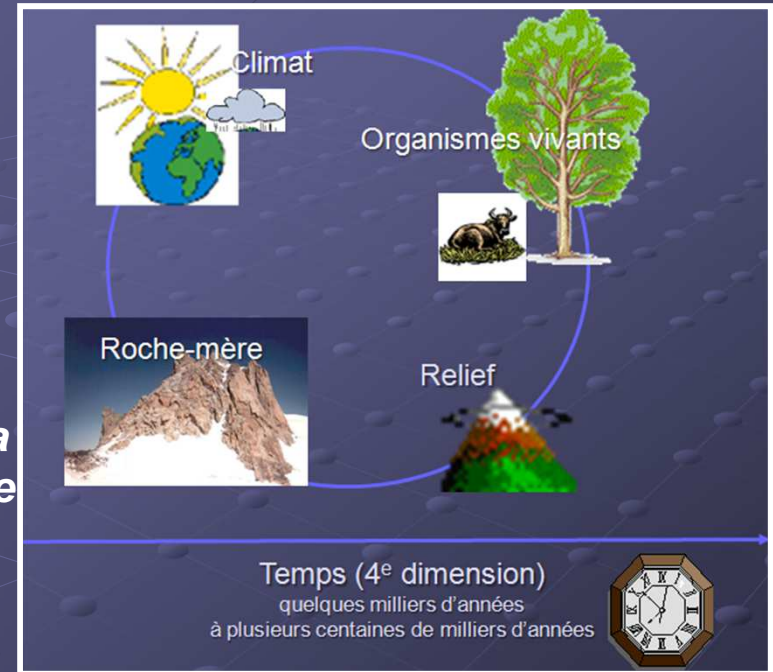 Climat
Organismes vivants
Roche-mère
Relief
a
e
Temps (4e dimension)
quelques milliers d'années
à plusieurs centaines de milliers d'années